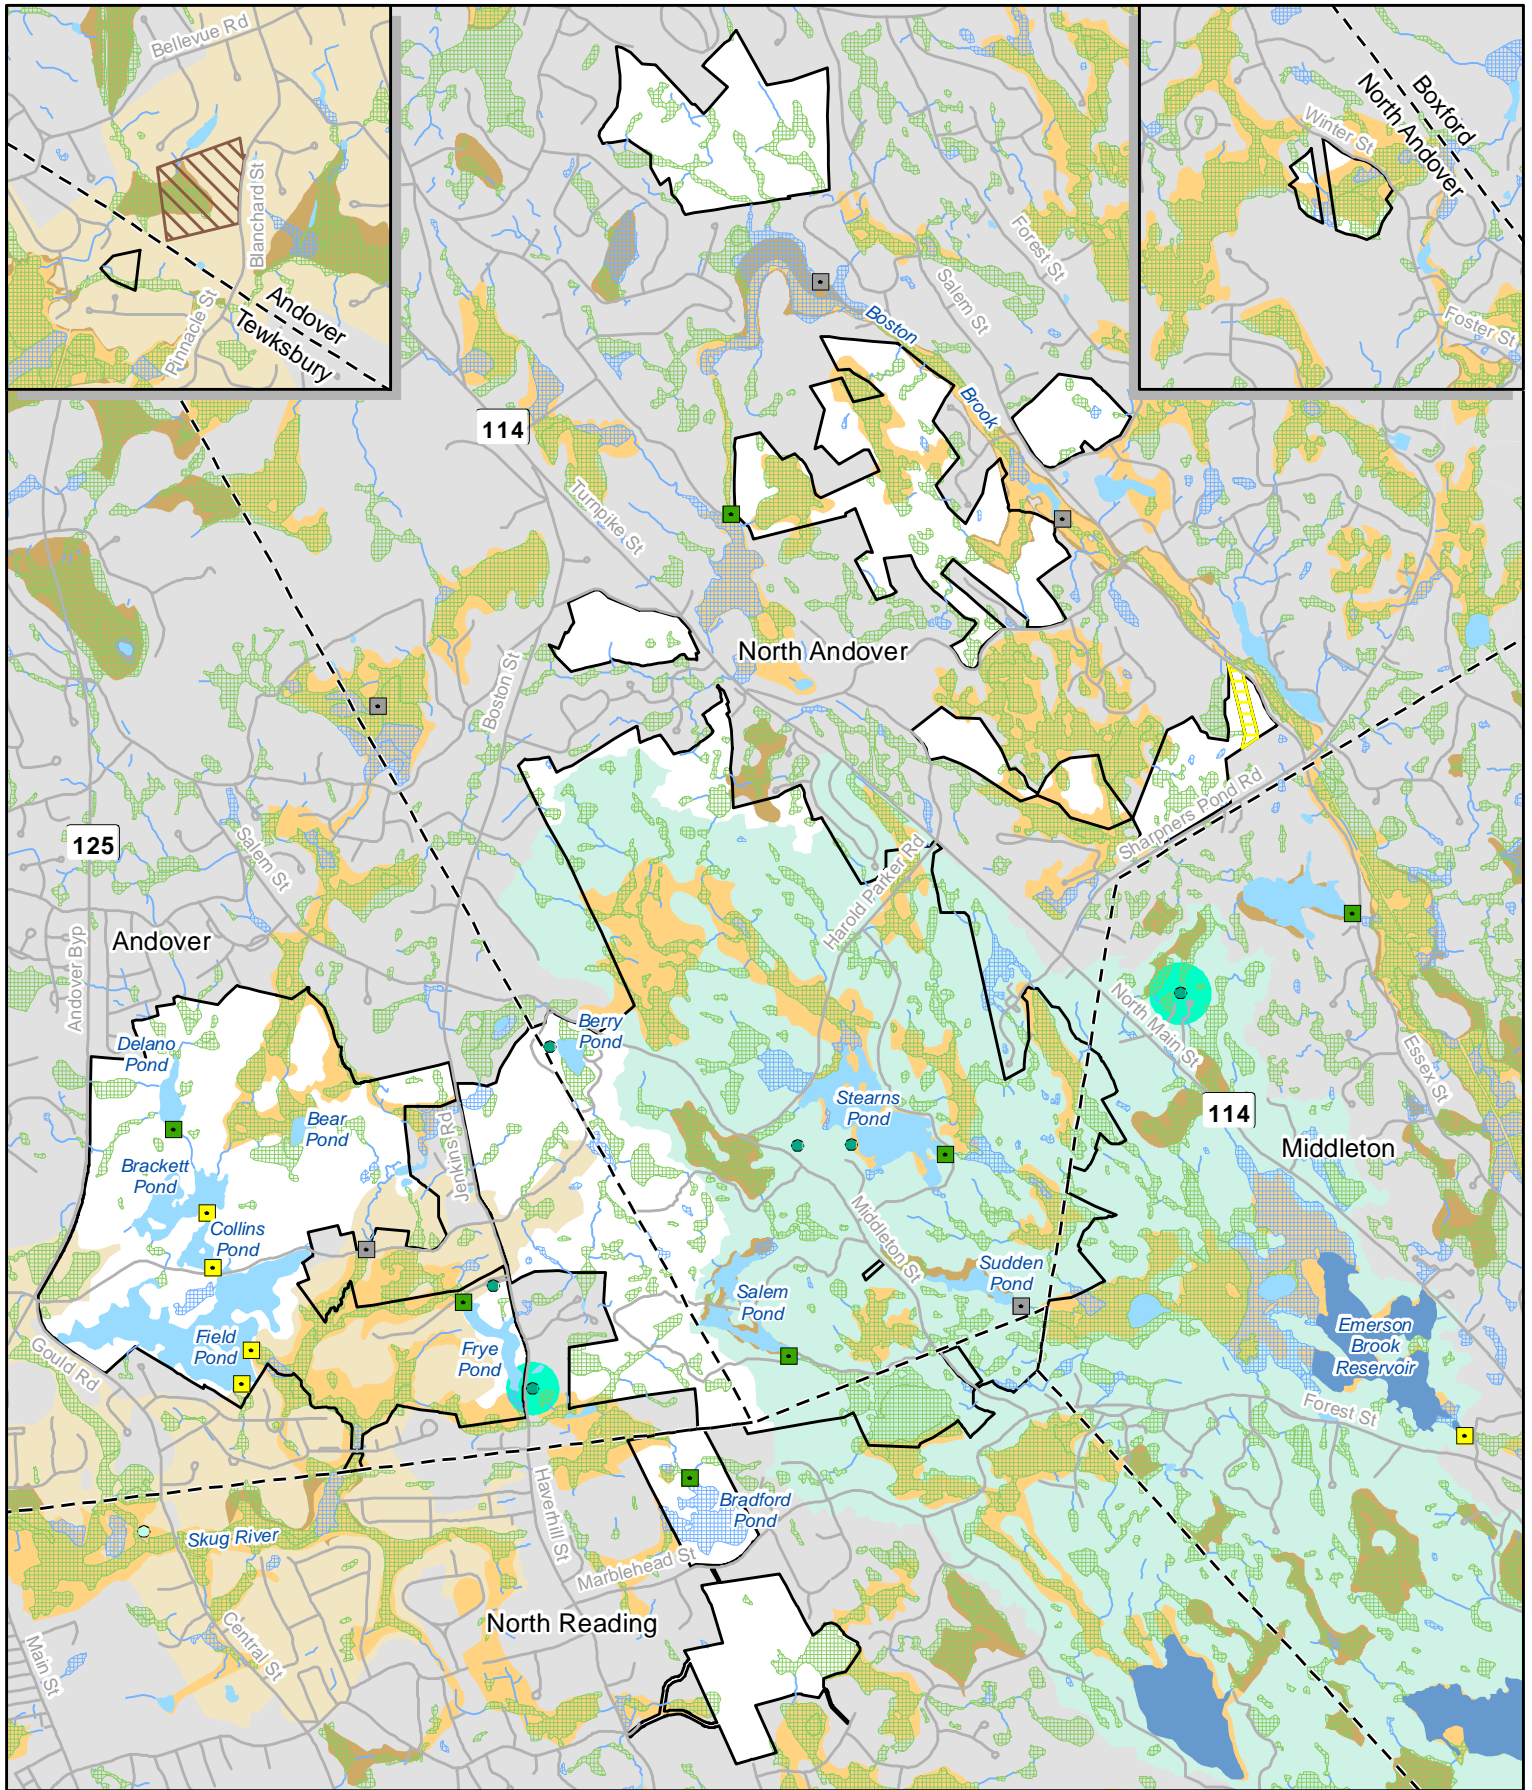 Bellevue Rd
Blanchard St
Pinnacle St
Andover
Tewksbury
Boxford
North Andover
Winter St
Foster St
Forest St
Salem St
Boston
Brook
114
Turnpike St
North Andover
Boston St
Sharpners Pond Rd
125
Salem St
Harold Parker Rd
Andover
Andover Byp
North Main St
Essex St
Berry
Pond
Delano
Pond
Bear
Pond
Jenkins Rd
Stearns
Pond
114
Middleton
Brackett
Pond
Collins
Pond
Middleton St
Sudden
Pond
Salem
Pond
Emerson
Brook
Reservoir
Field
Pond
Frye
Pond
Gould Rd
Forest St
Haverhill St
Bradford
Pond
Skug River
Marblehead St
North Reading
Central St
Main St